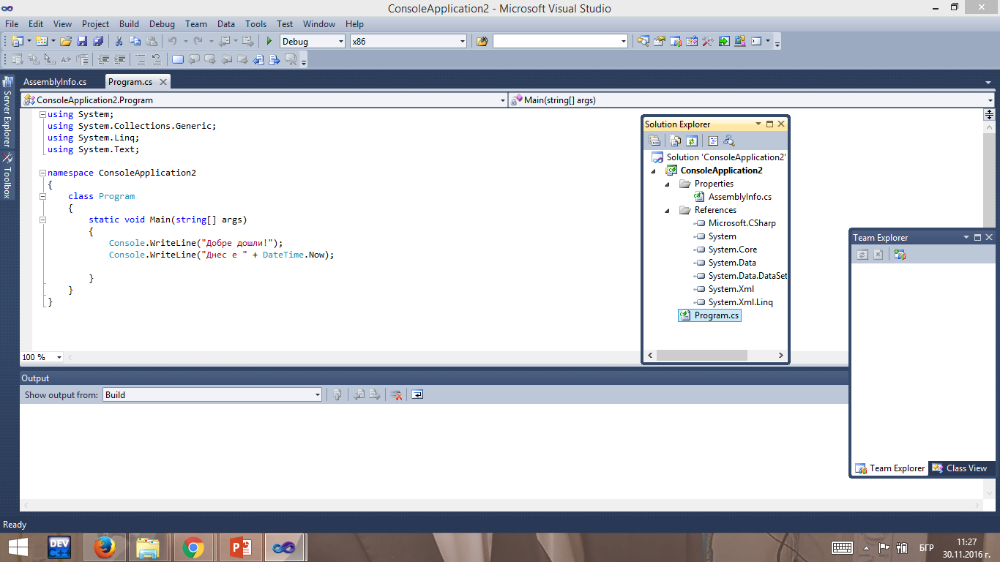 ConsoleApplication2 - Microsoft Visual Studio
File Edit View Project Build Debug Team Data Tools Test Window Help
Debug x86
AssemblyInfo.cs Program.cs
ConsoleApplication2.Program Main(string[] args)
Server Explorer
Toolbox
using System;
using System.Collections.Generic;
using System.Linq;
using System.Text;
namespace ConsoleApplication2
{
class Program
{
static void Main(string[] args)
{
Console.WriteLine("Добре дошли!");
Console.WriteLine("Днес е " + DateTime.Now);
}
}
}
100 %
Solution Explorer
Solution 'ConsoleApplication2'
ConsoleApplication2
Properties
AssemblyInfo.cs
References
Microsoft.CSharp
System
System.Core
System.Data
System.Data.DataSet
System.Xml
System.Xml.Linq
Program.cs
Team Explorer
Team Explorer Class View
Output
Show output from: Build
Ready
DEV
C++
БГР
11:27
30.11.2016 г.